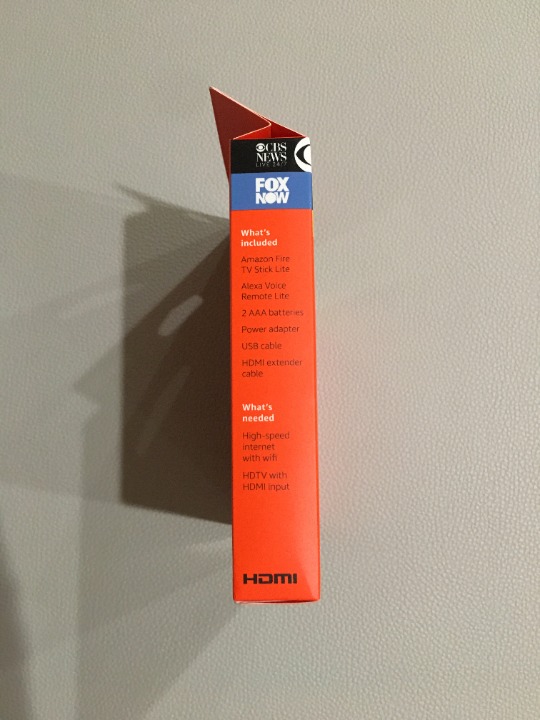 CBS
NEWS
LIVE 24/7
FOX
NOW
What's
included
Amazon Fire
TV Stick Lite
Alexa Voice
Remote Lite
2 AAA batteries
Power adapter
USB cable
HDMI extender
cable
What's
needed
High-speed
internet
with wifi
HDTV with
HDMI input
HDMI